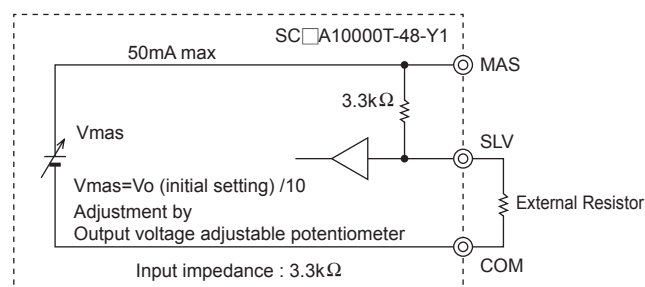 SC□A10000T-48-Y1
50mA max
MAS
3.3kΩ
Vmas
SLV
Vmas=Vo (initial setting) /10
Adjustment by
Output voltage adjustable potentiometer
External Resistor
COM
Input impedance : 3.3kΩ